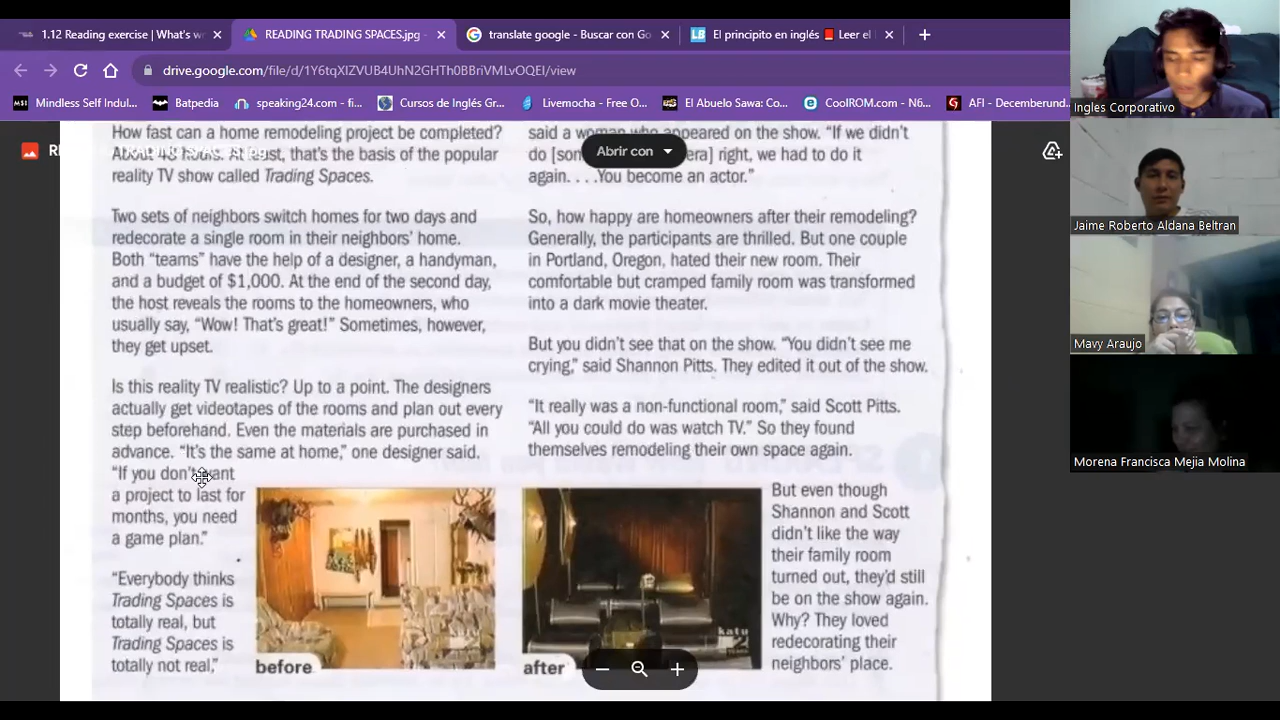 1.12 Reading exercise | What's we
READING TRADING SPACES.jpg -
translate google - Buscar con Go
El principito en inglés Leer el
drive.google.com/file/d/1Y6tqXIZVUB4UhN2GHTh0BBriVMLvOQEI/view
Mindless Self Indul...
Batpedia
speaking24.com - fi...
Cursos de Inglés Gr...
Livemocha - Free O...
El Abuelo Sawa: Co...
CoolROM.com - N6...
AFI - Decemberund...
Abrir con
How fast can a home remodeling project be completed?
About 48 hours. At least, that's the basis of the popular
reality TV show called Trading Spaces.
Two sets of neighbors switch homes for two days and
redecorate a single room in their neighbors' home.
Both "teams" have the help of a designer, a handyman,
and a budget of $1,000. At the end of the second day,
the host reveals the rooms to the homeowners, who
usually say, "Wow! That's great!" Sometimes, however,
they get upset.
Is this reality TV realistic? Up to a point. The designers
actually get videotapes of the rooms and plan out every
step beforehand. Even the materials are purchased in
advance. "It's the same at home," one designer said.
"If you don't want
a project to last for
months, you need
a game plan."
"Everybody thinks
Trading Spaces is
totally real, but
Trading Spaces is
totally not real,"
before
said a woman who appeared on the show. "If we didn't
do era] right, we had to do it
again. . . .You become an actor."
So, how happy are homeowners after their remodeling?
Generally, the participants are thrilled. But one couple
in Portland, Oregon, hated their new room. Their
comfortable but cramped family room was transformed
into a dark movie theater.
But you didn't see that on the show. "You didn't see me
crying," said Shannon Pitts. They edited it out of the show.
"It really was a non-functional room," said Scott Pitts.
"All you could do was watch TV." So they found
themselves remodeling their own space again.
katu
2
after
But even though
Shannon and Scott
didn't like the way
their family room
turned out, they'd still
be on the show again.
Why? They loved
redecorating their
neighbors' place.
Ingles Corporativo
Jaime Roberto Aldana Beltran
Mavy Araujo
Morena Francisca Mejia Molina